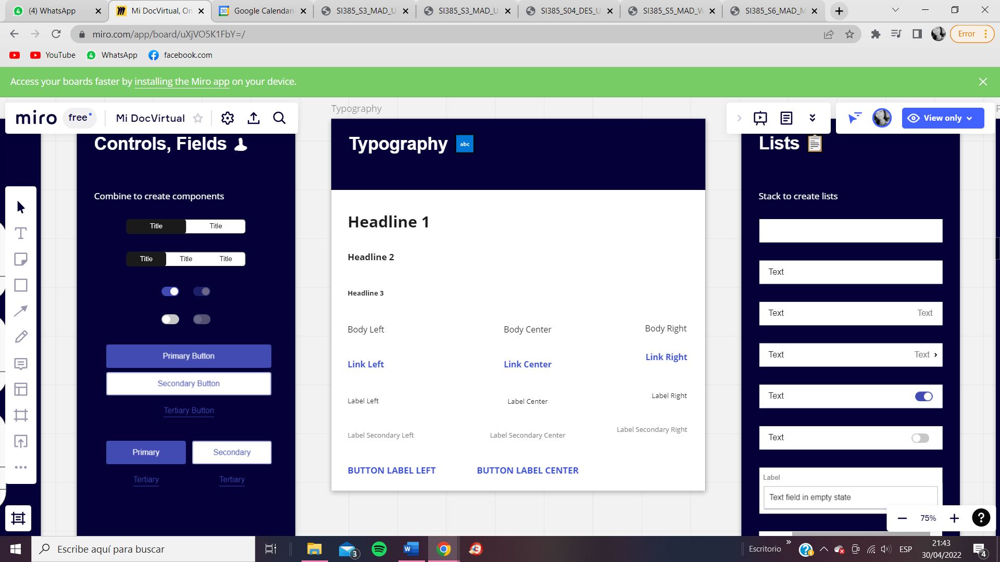 (4) WhatsApp
Mi DocVirtual, On
Google Calendari
SI385_S3_MAD_U
SI385_S3_MAD_U
SI385_S04_DES_U
SI385_S5_MAD_W
SI385_S6_MAD_M
miro.com/app/board/uXjVO5K1FbY=/
Error
YouTube
WhatsApp
facebook.com
Access your boards faster by installing the Miro app on your device.
miro
free
Mi DocVirtual
View only
Controls, Fields
Combine to create components
Title
Title
Title
Title
Title
Primary Button
Secondary Button
Tertiary Button
Primary
Secondary
Tertiary
Tertiary
Typography
Typography
abc
Headline 1
Headline 2
Headline 3
Body Left
Body Center
Body Right
Link Left
Link Center
Link Right
Label Left
Label Center
Label Right
Label Secondary Left
Label Secondary Center
Label Secondary Right
BUTTON LABEL LEFT
BUTTON LABEL CENTER
Lists
Stack to create lists
Text
Text
Text
Text
Text
Text
Text
Label
Text field in empty state
75%
Escribe aquí para buscar
3
Escritorio
ESP
21:43
30/04/2022
4